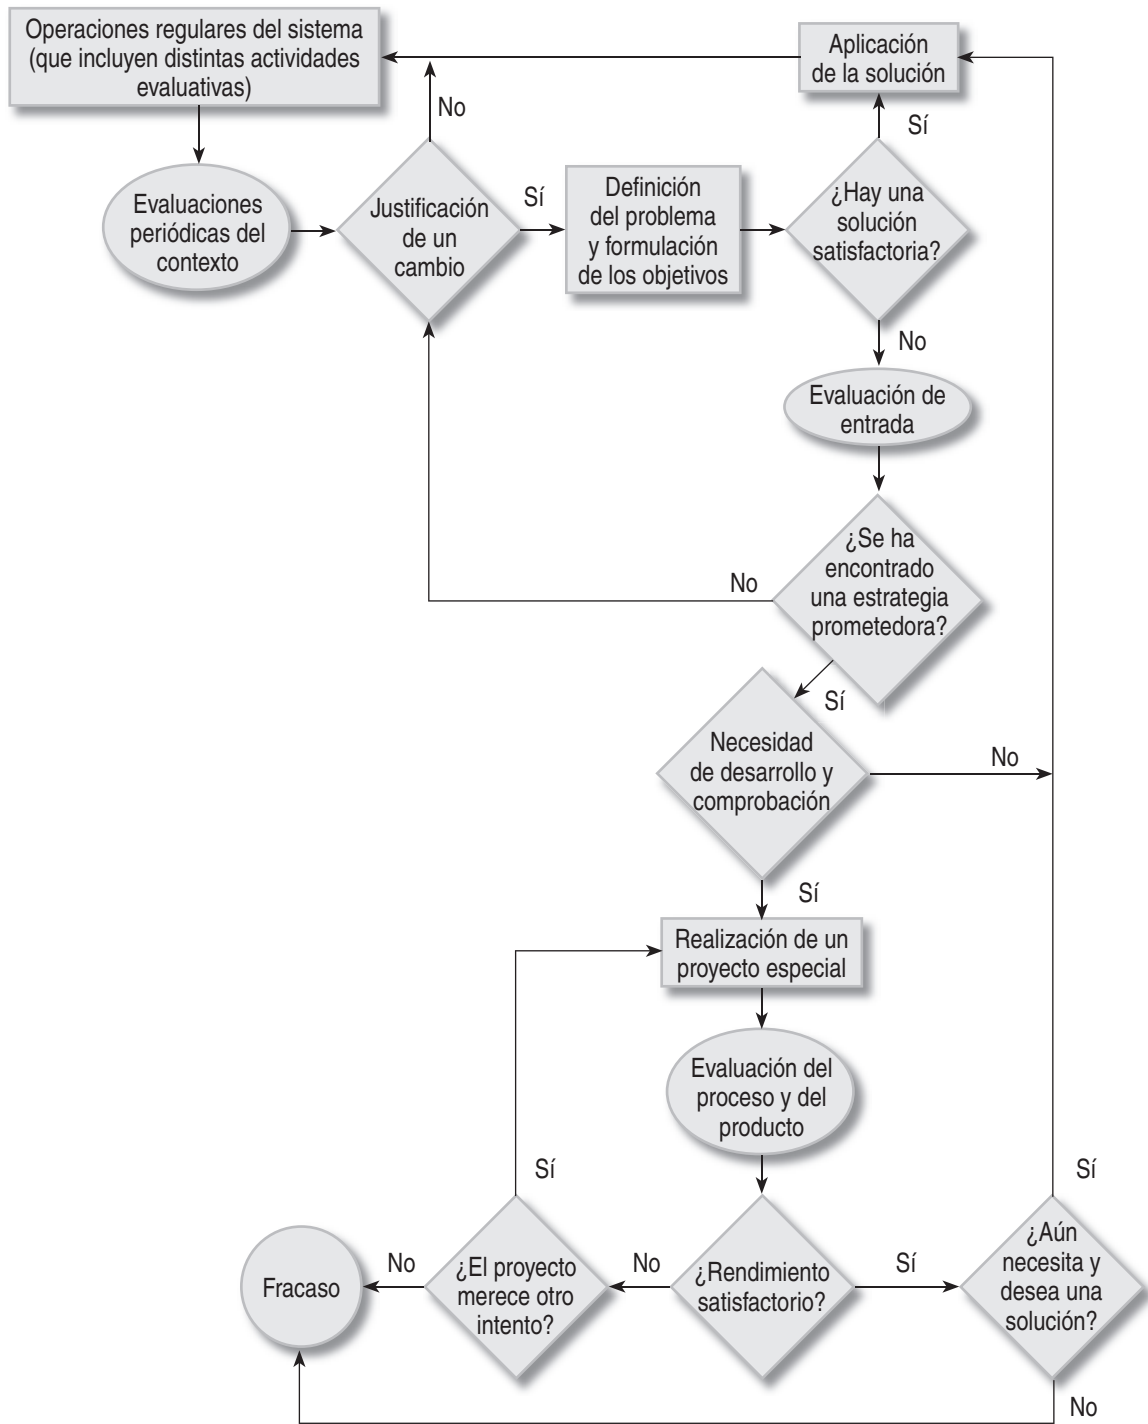 Operaciones regulares del sistema
(que incluyen distintas actividades
evaluativas)
Aplicación
de la solución
No
Sí
Evaluaciones
periódicas del
contexto
Justificación
de un
cambio
Sí
Definición
del problema
y formulación
de los objetivos
¿Hay una
solución
satisfactoria?
No
Evaluación de
entrada
¿Se ha
encontrado
una estrategia
prometedora?
No
Sí
Necesidad
de desarrollo y
comprobación
No
Sí
Realización de un
proyecto especial
Evaluación del
proceso y del
producto
Sí
Sí
Fracaso
No
¿El proyecto
merece otro
intento?
No
¿Rendimiento
satisfactorio?
Sí
¿Aún
necesita y
desea una
solución?
No